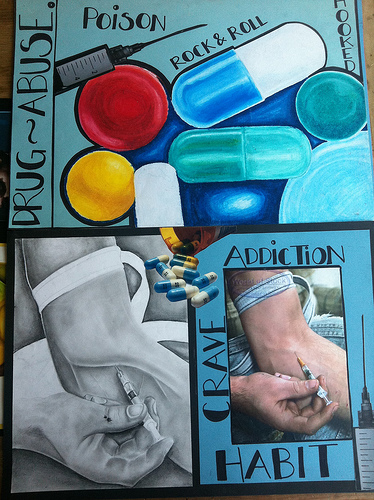 DRUG~ABUSE.
POISON
ROCK & ROLL
HOOKED
ADDICTION
CRAVE
HABIT